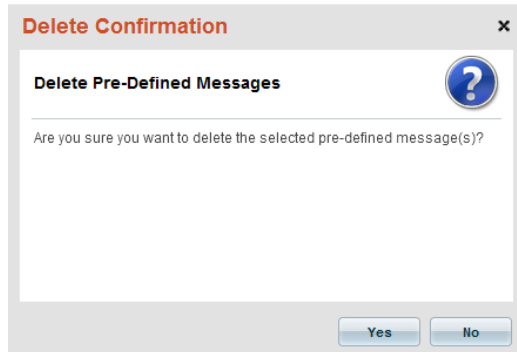 Delete Confirmation
Delete Pre-Defined Messages
Are you sure you want to delete the selected pre-defined message(s)?
Yes No